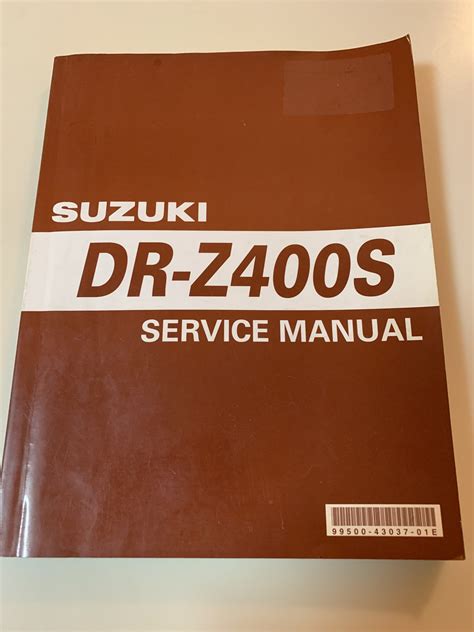 SUZUKI
DR-Z400S
SERVICE MANUAL
99500-43037-01E